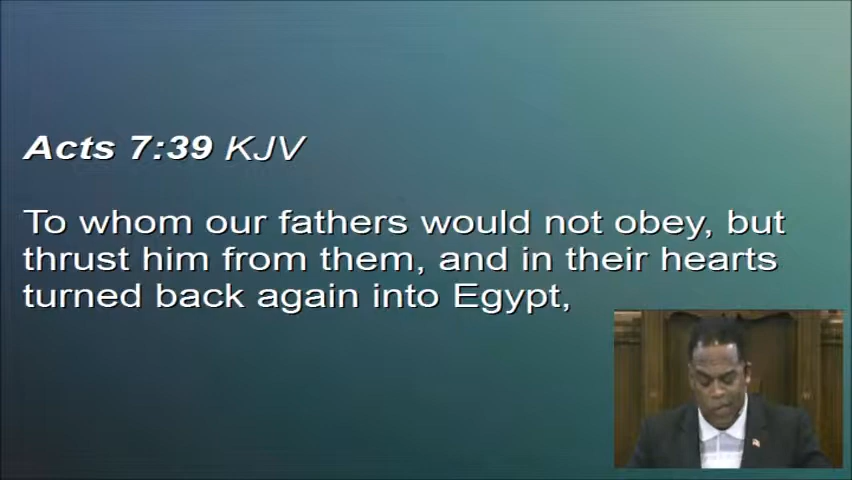 Acts 7:39 KJV
To whom our fathers would not obey, but
thrust him from them, and in their hearts
turned back again into Egypt,